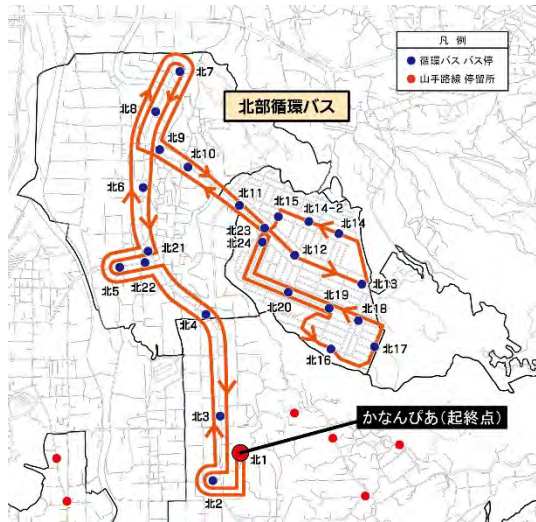 凡 例
循環バス バス停
山手路線 停留所
北部循環バス
北7
北8
北9
北10
北6
北11
北15
北14-2
北14
北23
北24
北12
北21
北22
北5
北13
北20
北19
北18
北4
北16
北17
北3
かなんぴあ(起終点)
北1
北2